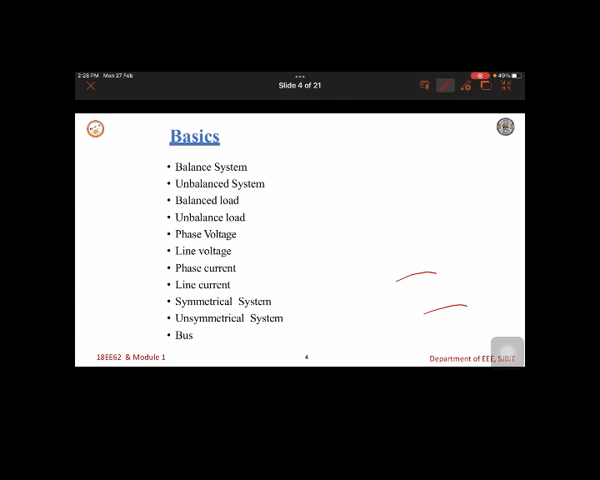 2:28 PM Mon 27 Feb
49%
Slide 4 of 21
Basics
• Balance System
• Unbalanced System
• Balanced load
• Unbalance load
• Phase Voltage
• Line voltage
• Phase current
• Line current
• Symmetrical System
• Unsymmetrical System
• Bus
18EE62 & Module 1
4
Department of EEE, SJBIT